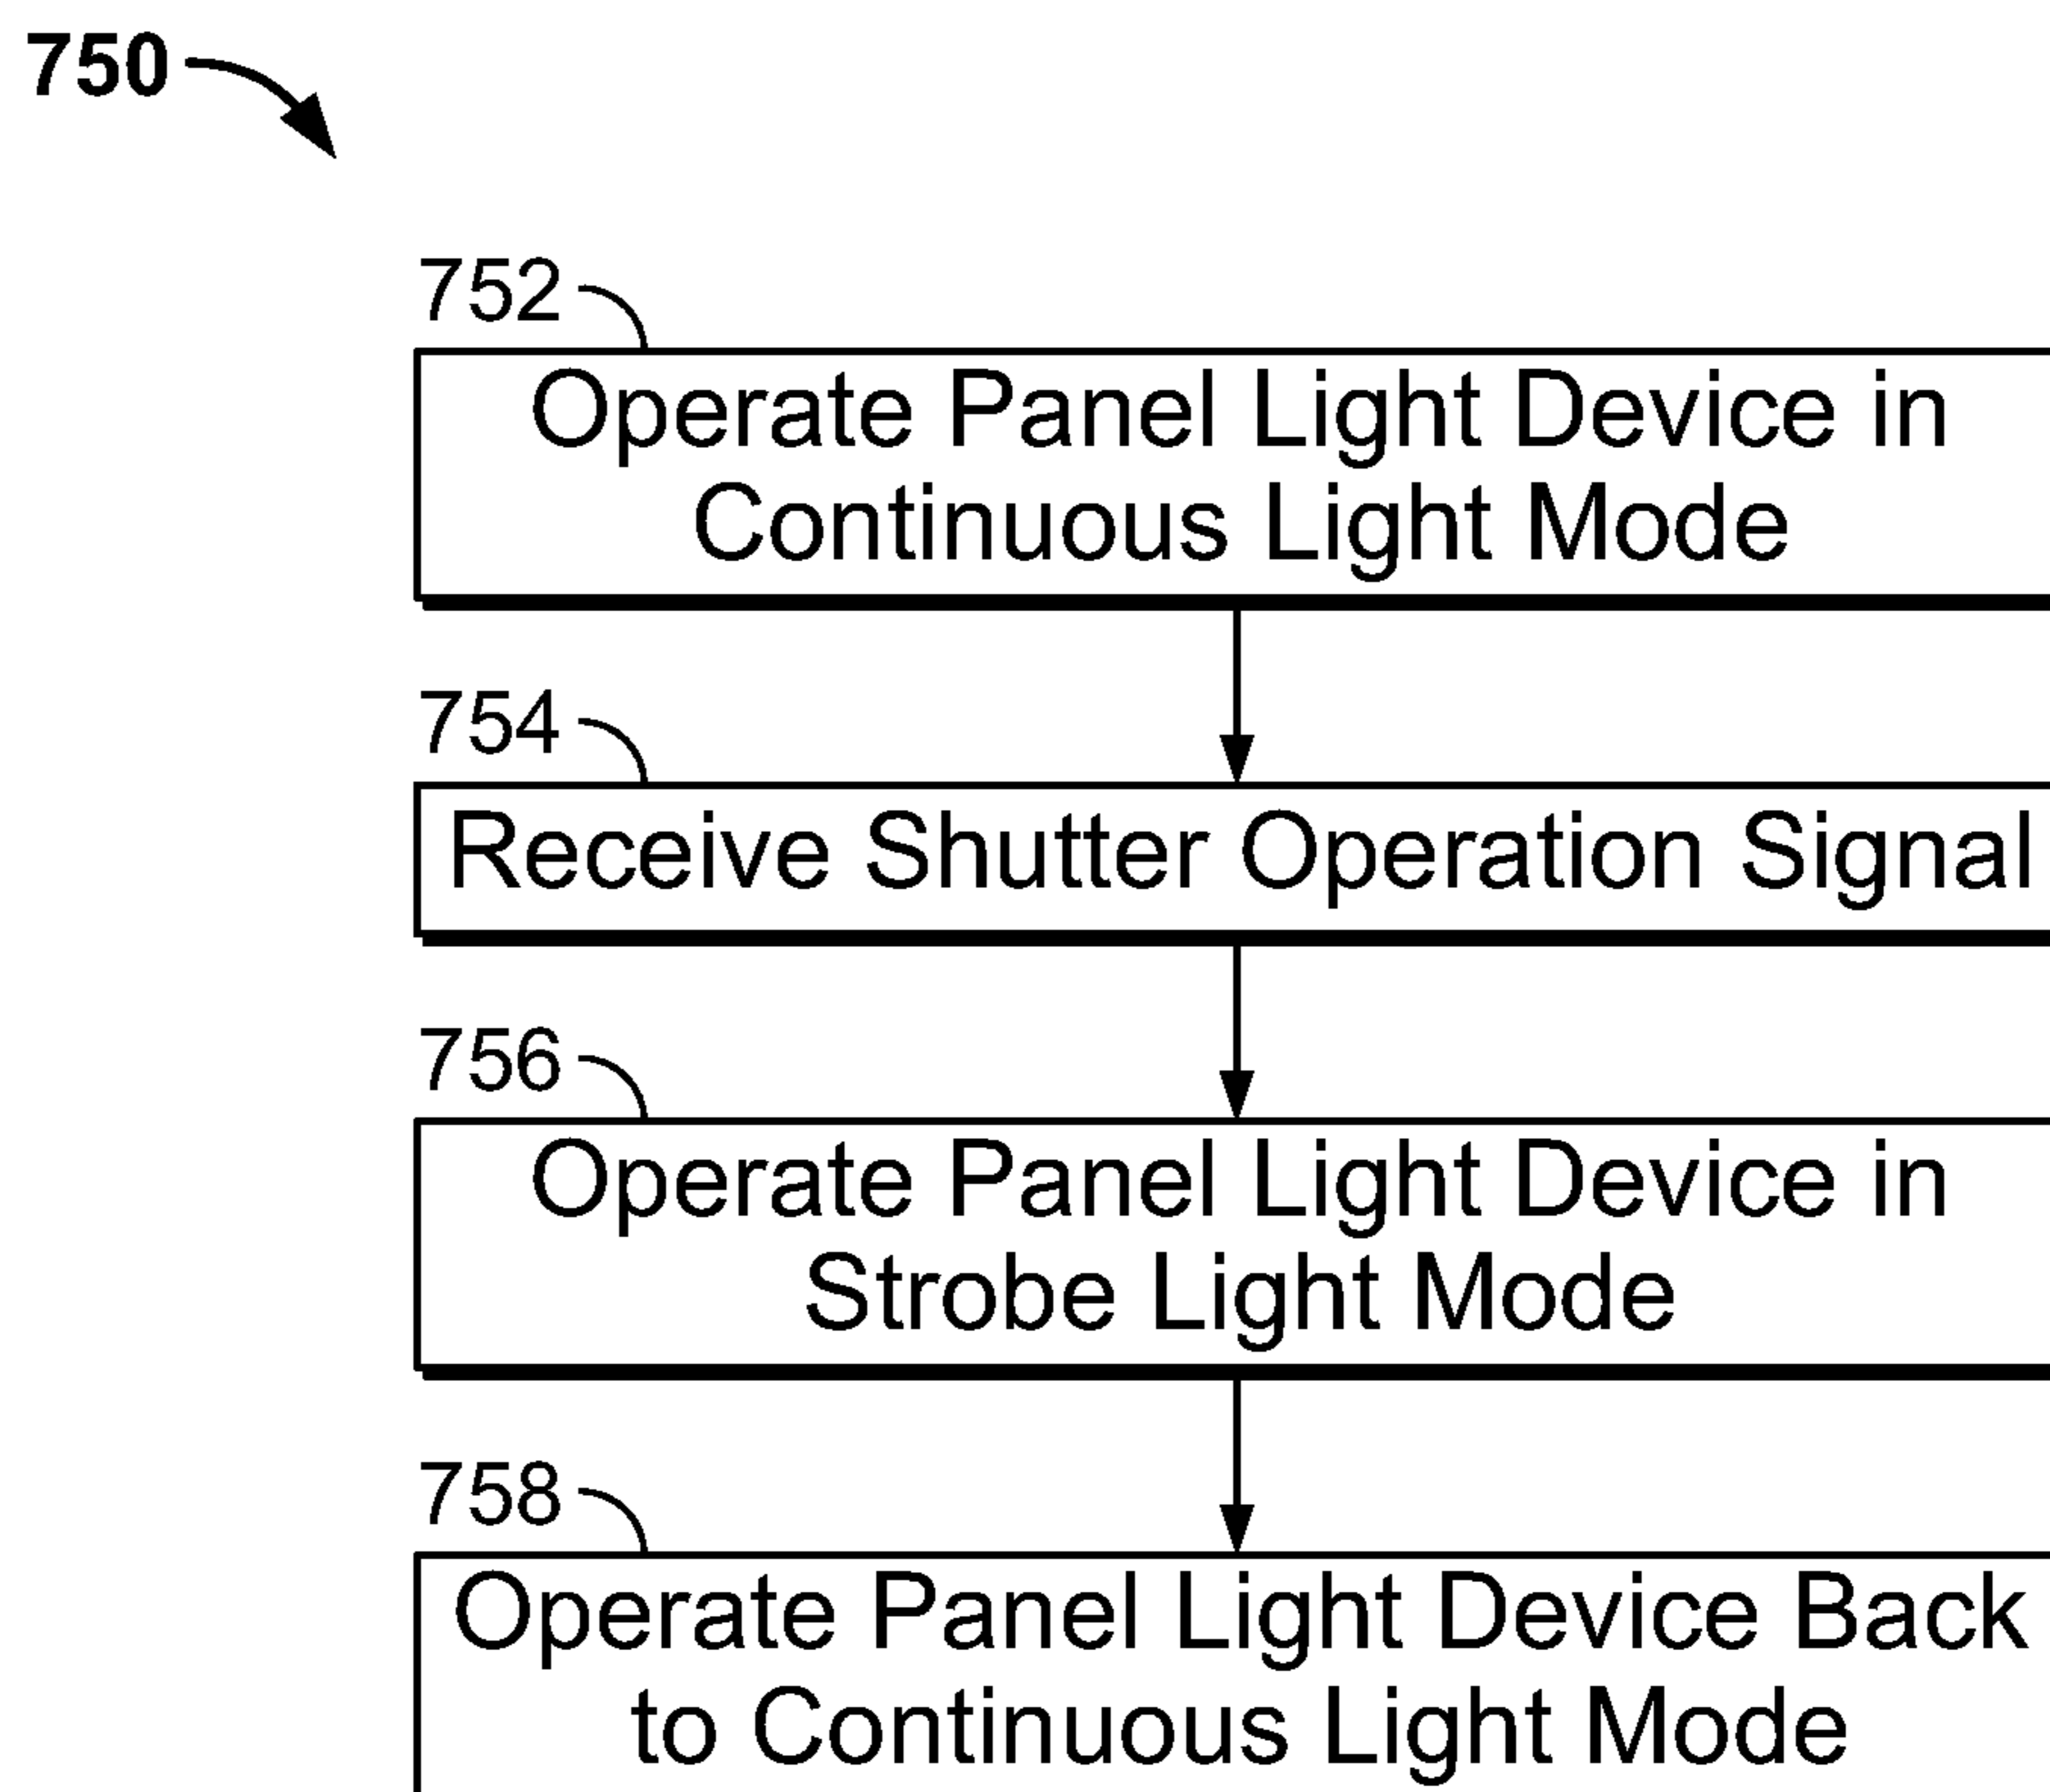 750
752
Operate Panel Light Device in
Continuous Light Mode
754
Receive Shutter Operation Signal
756
Operate Panel Light Device in
Strobe Light Mode
758
Operate Panel Light Device Back
to Continuous Light Mode